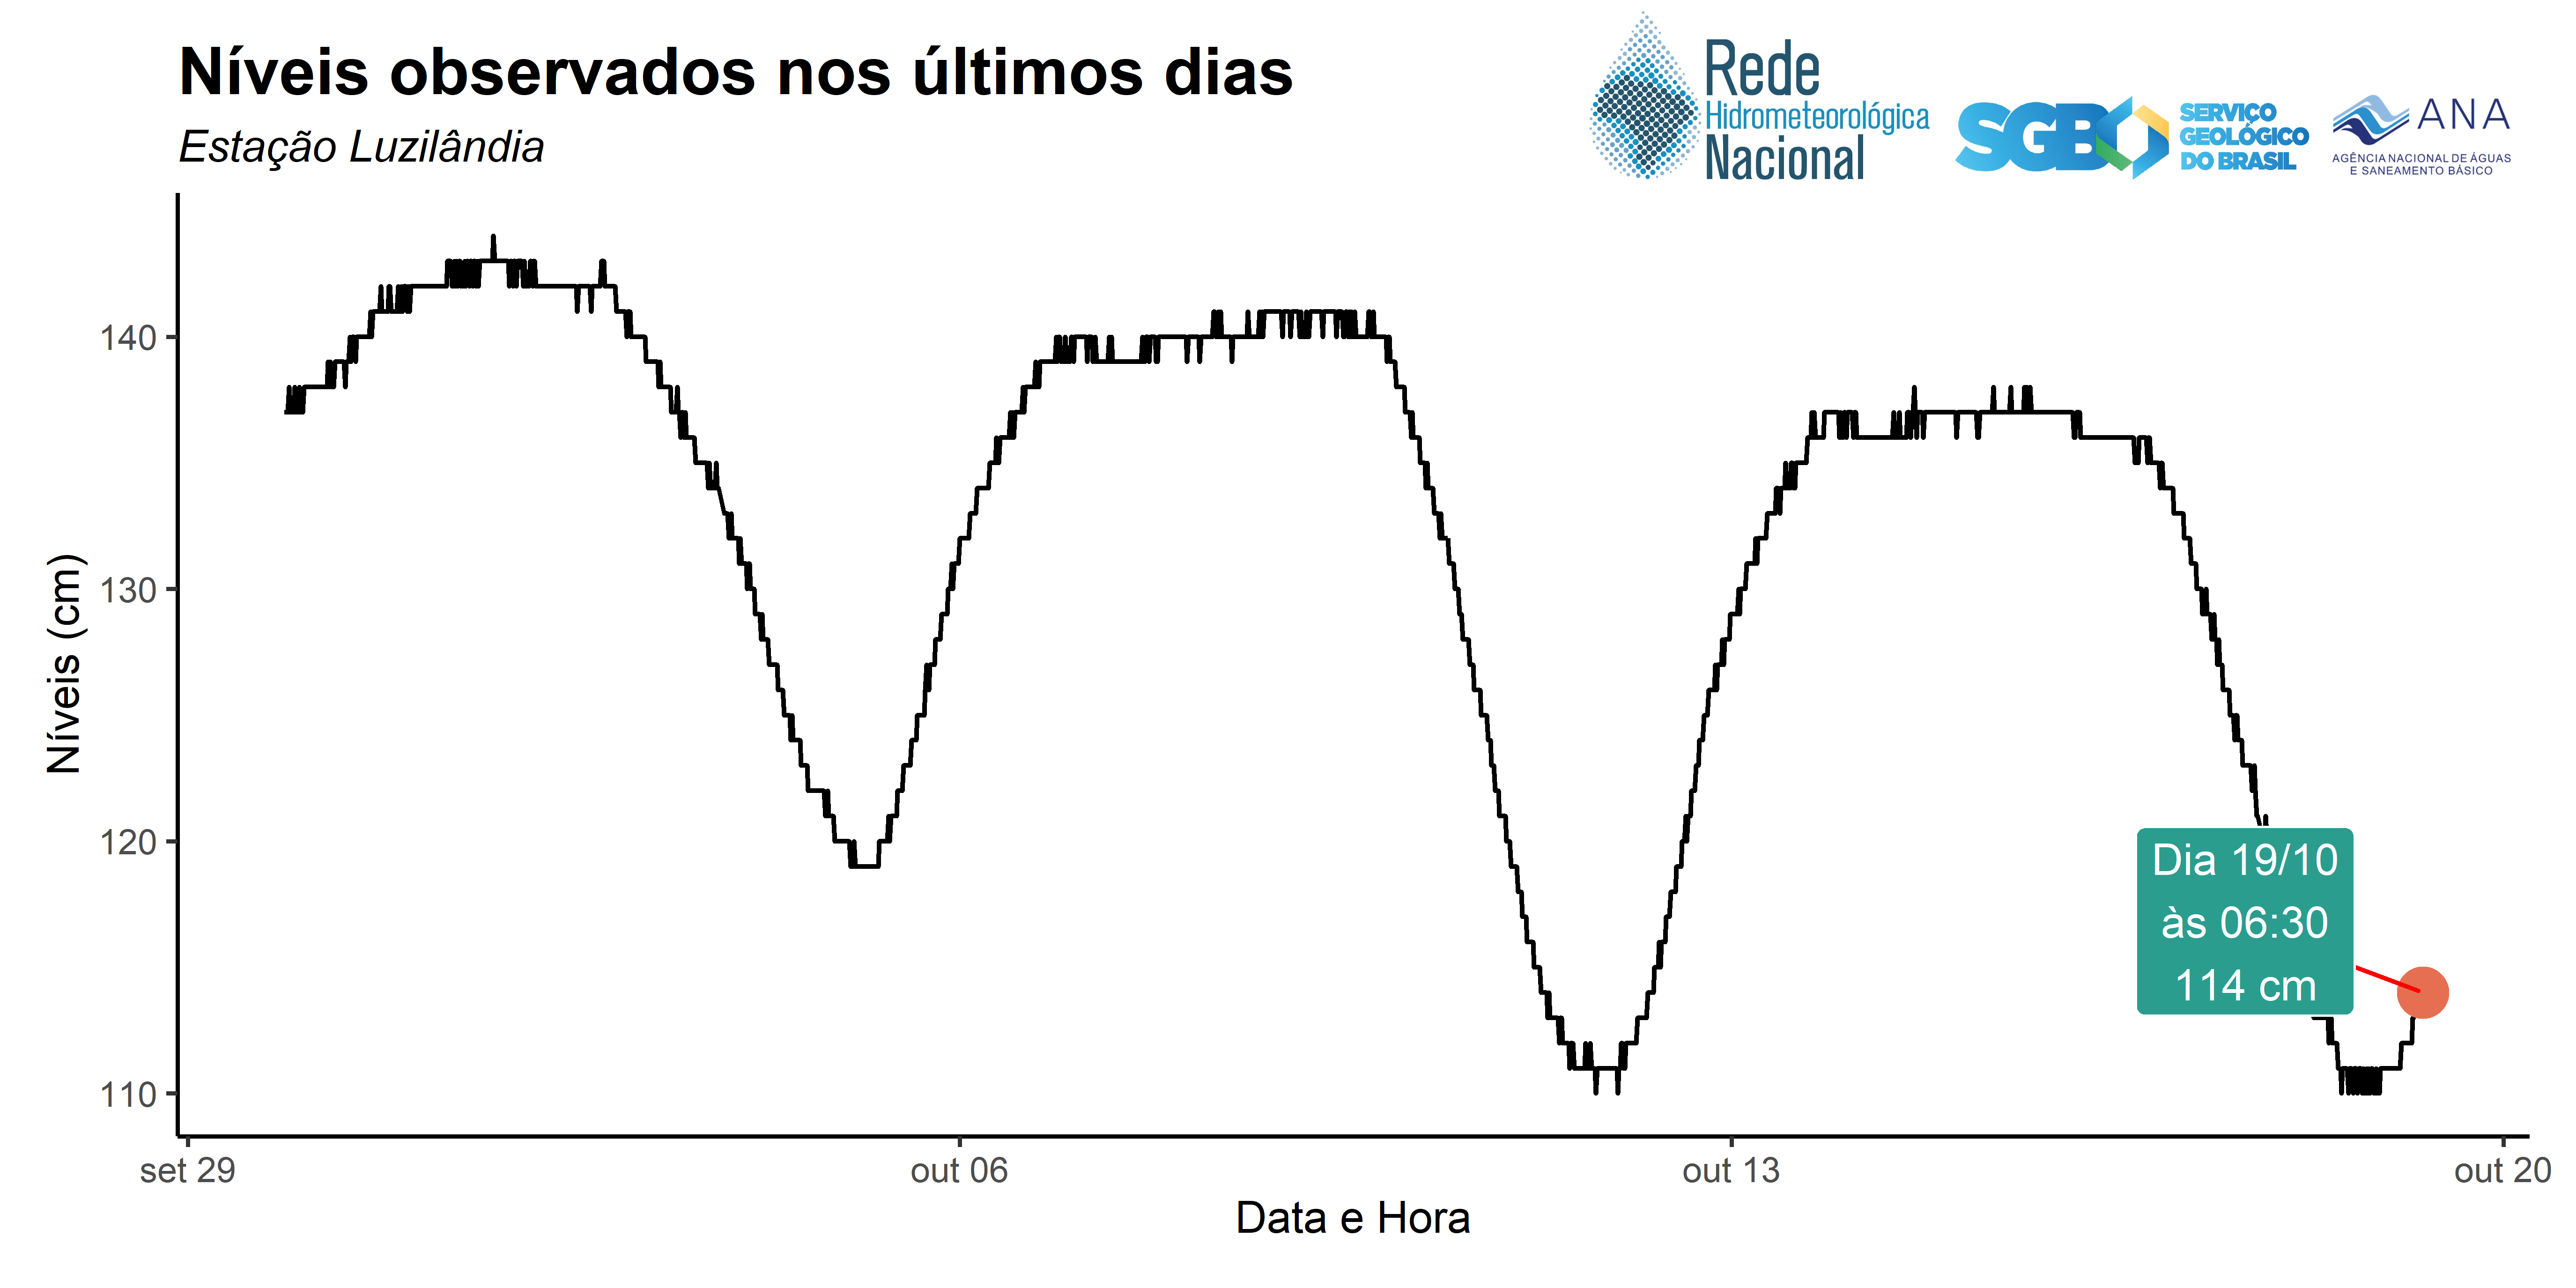 Níveis observados nos últimos dias
Estação Luzilândia
Rede
Hidrometeorológica
Nacional
SGB
SERVIÇO
GEOLÓGICO
DO BRASIL
ANA
AGÊNCIA NACIONAL DE ÁGUAS
E SANEAMENTO BÁSICO
Níveis (cm)
140
130
120
110
Dia 19/10
às 06:30
114 cm
set 29
out 06
out 13
out 20
Data e Hora